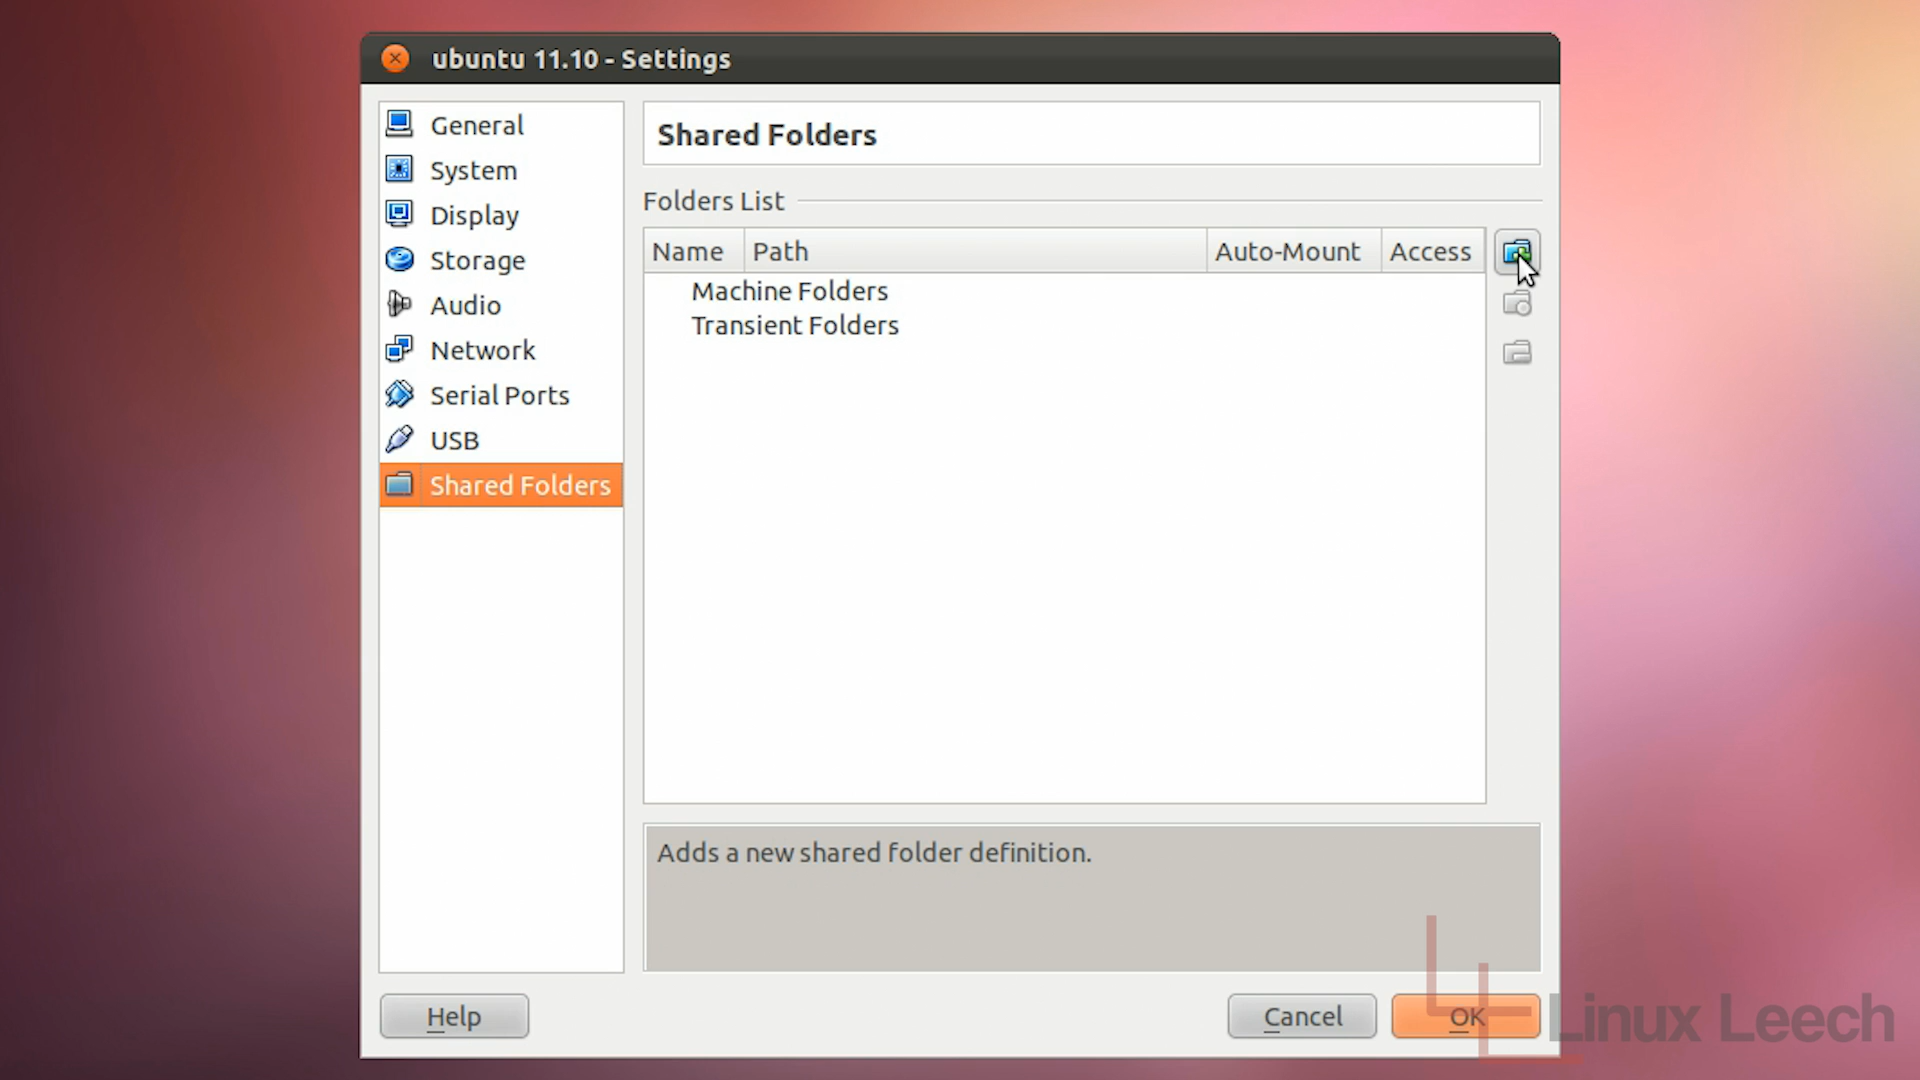 ubuntu 11.10 - Settings
General
System
Display
Storage
Audio
Network
Serial Ports
USB
Shared Folders
Shared Folders
Folders List
Name Path Auto-Mount Access
Machine Folders
Transient Folders
Adds a new shared folder definition.
Help Cancel OK
Linux Leech